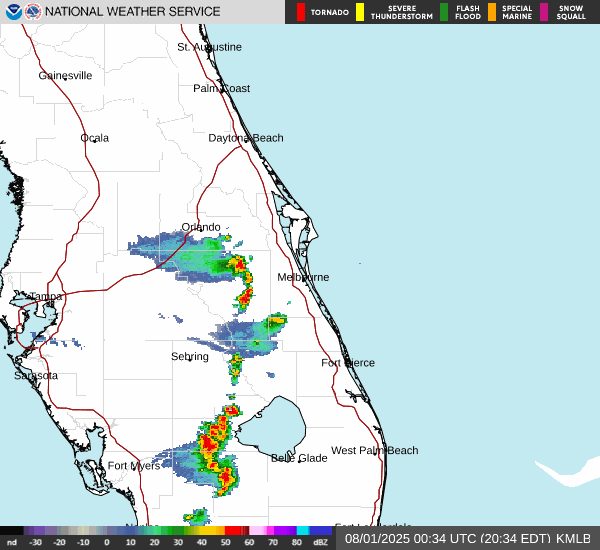 NATIONAL WEATHER SERVICE
TORNADO
SEVERE THUNDERSTORM
FLASH FLOOD
SPECIAL MARINE
SNOW SQUALL
St. Augustine
Gainesville
Palm Coast
Ocala
Daytona Beach
Orlando
Melbourne
Tampa
Sebring
Fort Pierce
Sarasota
West Palm Beach
Belle Glade
Fort Myers
nd -30 -20 -10 0 10 20 30 40 50 60 70 80 dBZ
08/01/2025 00:34 UTC (20:34 EDT) KMLB